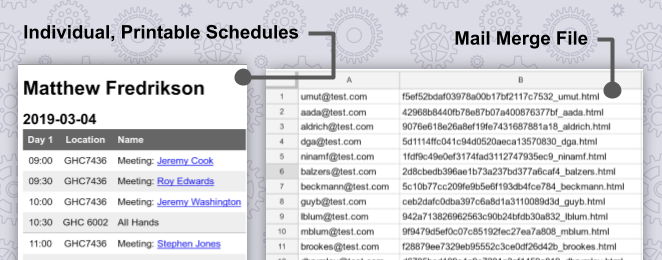 Individual, Printable Schedules
Mail Merge File
Matthew Fredrikson
2019-03-04
Day 1 Location Name
09:00 GHC7436 Meeting: Jeremy Cook
09:30 GHC7436 Meeting: Roy Edwards
10:00 GHC7436 Meeting: Jeremy Washington
10:30 GHC 6002 All Hands
11:00 GHC7436 Meeting: Stephen Jones
A B
1 umut@test.com f5ef52bdaf03978a00b17bf2117c7532_umut.html
2 aada@test.com 42968b8440fb78e87b07a400876377bf_aada.html
3 aldrich@test.com 9076e618e26a8ef19fe7431687881a18_aldrich.html
4 dga@test.com 5d1114ffc041c94d0520aeca13570830_dga.html
5 ninamf@test.com 1fdf9c49e0ef3174fad3112747935ec9_ninamf.html
6 balzers@test.com 2d8cbedb396ae1b73a237bd377a6caf4_balzers.html
7 beckmann@test.com 5c10b77cc209fe9b5e6f193db4fce784_beckmann.html
8 guyb@test.com ceb2dafc0dba397c6a8d1a3110089d3d_guyb.html
9 lblum@test.com 942a713826962563c90b24bfdb30a832_lblum.html
10 mblum@test.com 9f9479d5ef0c07c85192fec27ea7a808_mblum.html
11 brookes@test.com f28879ee7329eb95552c3ce0df26d42b_brookes.html